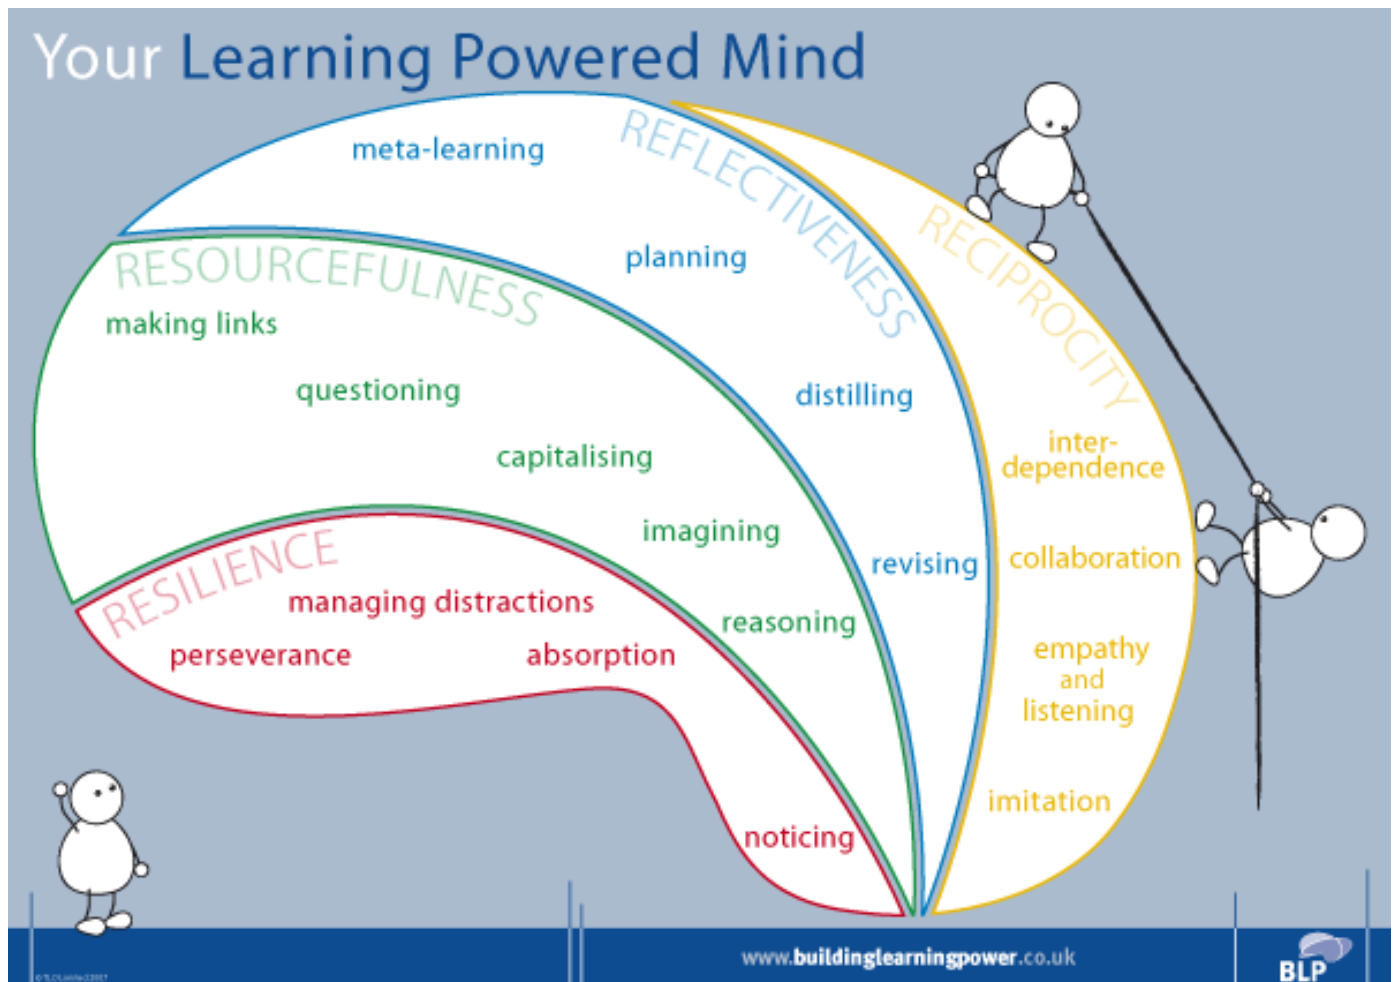 Your Learning Powered Mind
meta-learning
REFLECTIVENESS
planning
distilling
revising
RECIPROCITY
inter-
dependence
collaboration
empathy
and
listening
imitation
RESOURCEFULNESS
making links
questioning
capitalising
imagining
reasoning
RESILIENCE
managing distractions
perseverance
absorption
noticing
www.buildinglearningpower.co.uk
BLP